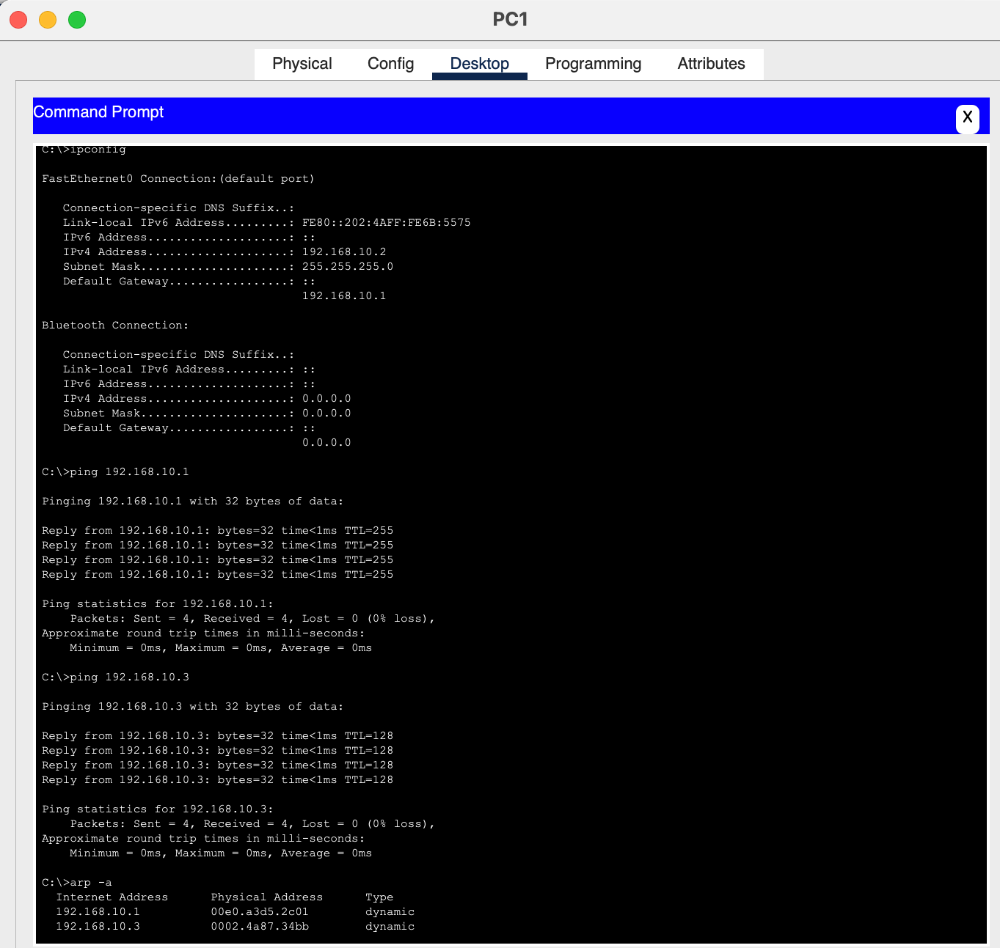 PC1
Physical Config Desktop Programming Attributes
Command Prompt
X
C:\>ipconfig
FastEthernet0 Connection:(default port)
Connection-specific DNS Suffix..:
Link-local IPv6 Address.........: FE80::202:4AFF:FE6B:5575
IPv6 Address....................: ::
IPv4 Address....................: 192.168.10.2
Subnet Mask.....................: 255.255.255.0
Default Gateway.................: ::
192.168.10.1
Bluetooth Connection:
Connection-specific DNS Suffix..:
Link-local IPv6 Address.........: ::
IPv6 Address....................: ::
IPv4 Address....................: 0.0.0.0
Subnet Mask.....................: 0.0.0.0
Default Gateway.................: ::
0.0.0.0
C:\>ping 192.168.10.1
Pinging 192.168.10.1 with 32 bytes of data:
Reply from 192.168.10.1: bytes=32 time<1ms TTL=255
Reply from 192.168.10.1: bytes=32 time<1ms TTL=255
Reply from 192.168.10.1: bytes=32 time<1ms TTL=255
Reply from 192.168.10.1: bytes=32 time<1ms TTL=255
Ping statistics for 192.168.10.1:
Packets: Sent = 4, Received = 4, Lost = 0 (0% loss),
Approximate round trip times in milli-seconds:
Minimum = 0ms, Maximum = 0ms, Average = 0ms
C:\>ping 192.168.10.3
Pinging 192.168.10.3 with 32 bytes of data:
Reply from 192.168.10.3: bytes=32 time<1ms TTL=128
Reply from 192.168.10.3: bytes=32 time<1ms TTL=128
Reply from 192.168.10.3: bytes=32 time<1ms TTL=128
Reply from 192.168.10.3: bytes=32 time<1ms TTL=128
Ping statistics for 192.168.10.3:
Packets: Sent = 4, Received = 4, Lost = 0 (0% loss),
Approximate round trip times in milli-seconds:
Minimum = 0ms, Maximum = 0ms, Average = 0ms
C:\>arp -a
Internet Address Physical Address Type
192.168.10.1 00e0.a3d5.2c01 dynamic
192.168.10.3 0002.4a87.34bb dynamic